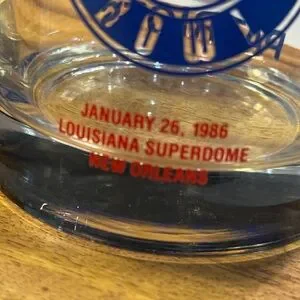 JANUARY 26, 1986
LOUISIANA SUPERDOME
NEW ORLEANS